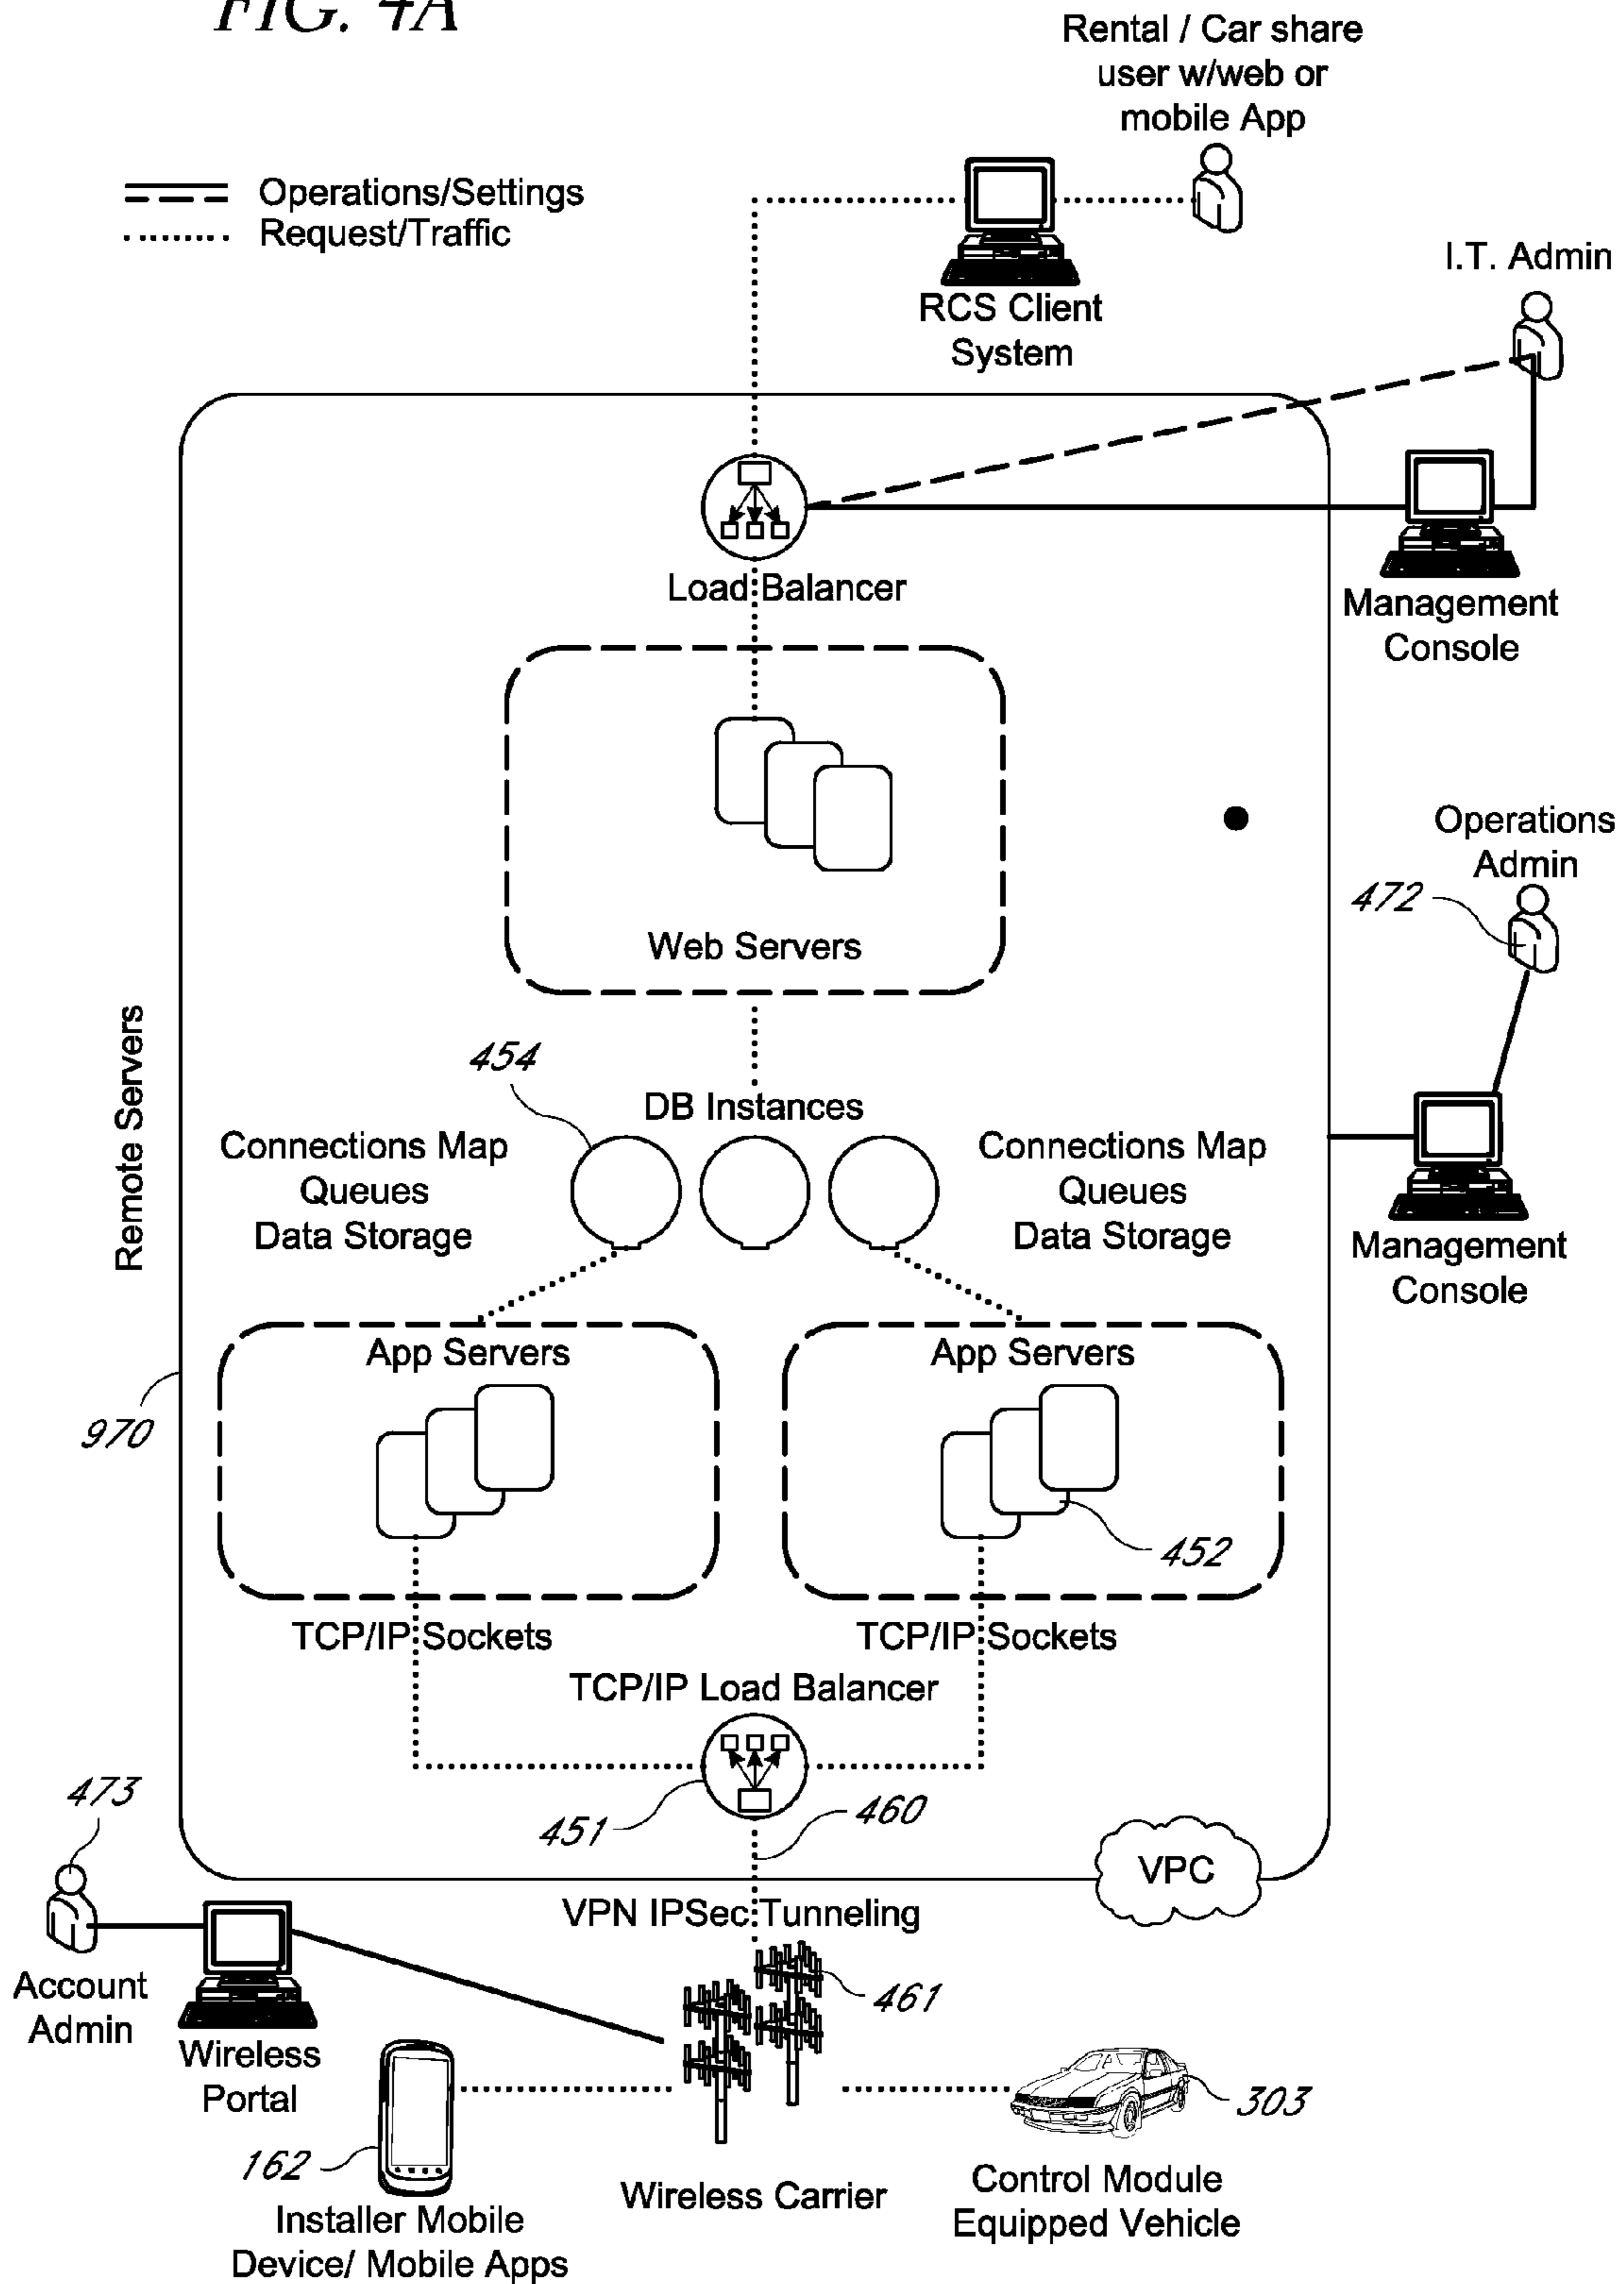 FIG. 4A
Rental / Car share
user w/web or
mobile App
Operations/Settings
Request/Traffic
RCS Client
System
I.T. Admin
Load Balancer
Management
Console
Web Servers
Operations
Admin
472
Remote Servers
454
DB Instances
Connections Map
Queues
Data Storage
Connections Map
Queues
Data Storage
Management
Console
App Servers
App Servers
970
452
TCP/IP Sockets
TCP/IP Sockets
TCP/IP Load Balancer
473
451
460
VPC
VPN IPSec Tunneling
Account
Admin
461
Wireless
Portal
303
162
Wireless Carrier
Control Module
Equipped Vehicle
Installer Mobile
Device/ Mobile Apps